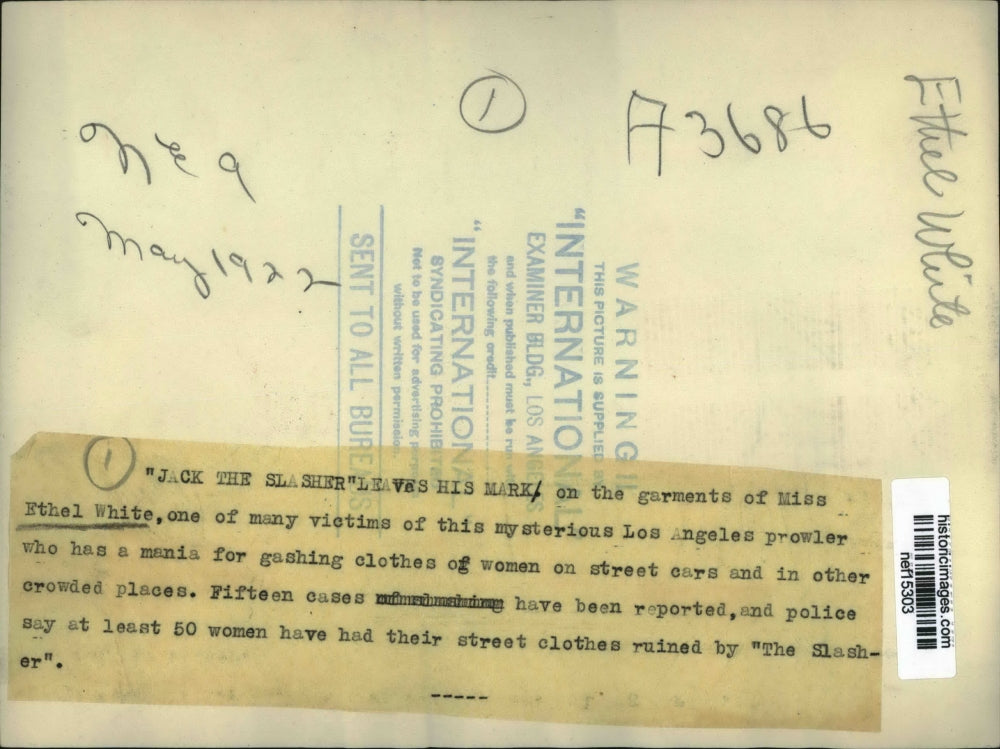 1
A3686
Ethel White
May 1922
WARNING
THIS PICTURE IS SUPPLIED
"INTERNATIONAL
EXAMINER BLDG., LOS ANGELES
and when published must be
the following credit
"INTERNATIONAL
SYNDICATING PROHIBITED
Not to be used for advertising
without written permission.
SENT TO ALL BUREAUS
1
"JACK THE SLASHER"LEAVES HIS MARK on the garments of Miss
Ethel White,one of many victims of this mysterious Los Angeles prowler
who has a mania for gashing clothes of women on street cars and in other
crowded places. Fifteen cases have been reported,and police
say at least 50 women have had their street clothes ruined by "The Slash-
er".
-----
historicimages.com
nef15303